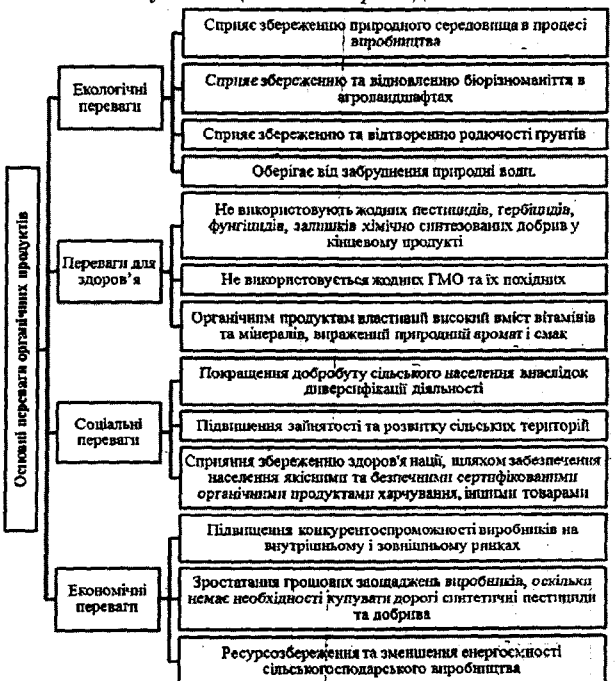 Основні переваги органічних продуктів
Екологічні
переваги
Сприяє збереженню природного середовища в процесі
виробництва
Сприяє збереженню та відновленню біорізноманіття в
агроландшафтах
Сприяє збереженню та відтворенню родючості ґрунтів
Оберігає від забруднення природні води.
Переваги для
здоров’я
Не використовують жодних пестицидів, гербіцидів,
фунгіцидів, залишків хімічно синтезованих добрив у
кінцевому продукті
Не використовується жодних ГМО та їх похідних
Органічним продуктам властивий високий вміст вітамінів
та мінералів, виражений природний аромат і смак
Соціальні
переваги
Покращення добробуту сільського населення внаслідок
диверсифікації діяльності
Підвищення зайнятості та розвитку сільських територій
Сприяння збереженню здоров'я нації, шляхом забезпечення
населення якісними та безпечними сертифікованими
органічними продуктами харчування, іншими товарами
Економічні
переваги
Підвищення конкурентоспроможності виробників на
внутрішньому і зовнішньому ринках
Зростатання грошових заощаджень виробників, оскільки
немає необхідності купувати дорогі синтетичні пестициди
та добрива
Ресурсозбереження та зменшення енергоємності
сільськогосподарського виробництва